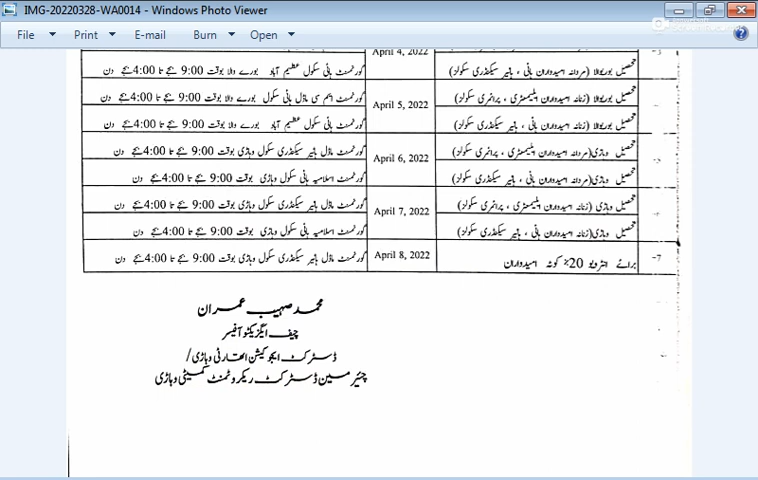 IMG-20220328-WA0014 - Windows Photo Viewer
File Print E-mail Burn Open
April 4, 2022
تحصیل بوریوالا (مردانہ امیدواران ہائی ، ہائیر سیکنڈری سکولز) گورنمنٹ ہائی سکول عظیم آباد بورے والا بوقت 9:00 بجے تا 4:00 بجے دن
تحصیل بوریوالا (زنانہ امیدواران ایلیمنٹری ، پرائمری سکولز) April 5, 2022 گورنمنٹ ایم سی ماڈل ہائی سکول بورے والا بوقت 9:00 بجے تا 4:00 بجے دن
تحصیل بوریوالا (زنانہ امیدواران ہائی ، ہائیر سیکنڈری سکولز) گورنمنٹ ہائی سکول عظیم آباد بورے والا بوقت 9:00 بجے تا 4:00 بجے دن
تحصیل وہاڑی (مردانہ امیدواران ایلیمنٹری ، پرائمری سکولز) April 6, 2022 گورنمنٹ ماڈل ہائیر سیکنڈری سکول وہاڑی بوقت 9:00 بجے تا 4:00 بجے دن
تحصیل وہاڑی (مردانہ امیدواران ہائی ، ہائیر سیکنڈری سکولز) گورنمنٹ اسلامیہ ہائی سکول وہاڑی بوقت 9:00 بجے تا 4:00 بجے دن
تحصیل وہاڑی (زنانہ امیدواران ایلیمنٹری ، پرائمری سکولز) April 7, 2022 گورنمنٹ ماڈل ہائیر سیکنڈری سکول وہاڑی بوقت 9:00 بجے تا 4:00 بجے دن
تحصیل وہاڑی (زنانہ امیدواران ہائی ، ہائیر سیکنڈری سکولز) گورنمنٹ اسلامیہ ہائی سکول وہاڑی بوقت 9:00 بجے تا 4:00 بجے دن
7- برائے انٹرویو 20% کوٹہ امیدواران April 8, 2022 گورنمنٹ ماڈل ہائیر سیکنڈری سکول وہاڑی بوقت 9:00 بجے تا 4:00 بجے دن
محمد صہیب عمران
چیف ایگزیکٹو آفیسر
ڈسٹرکٹ ایجوکیشن اتھارٹی وہاڑی /
چئیرمین ڈسٹرکٹ ریکروٹمنٹ کمیٹی وہاڑی